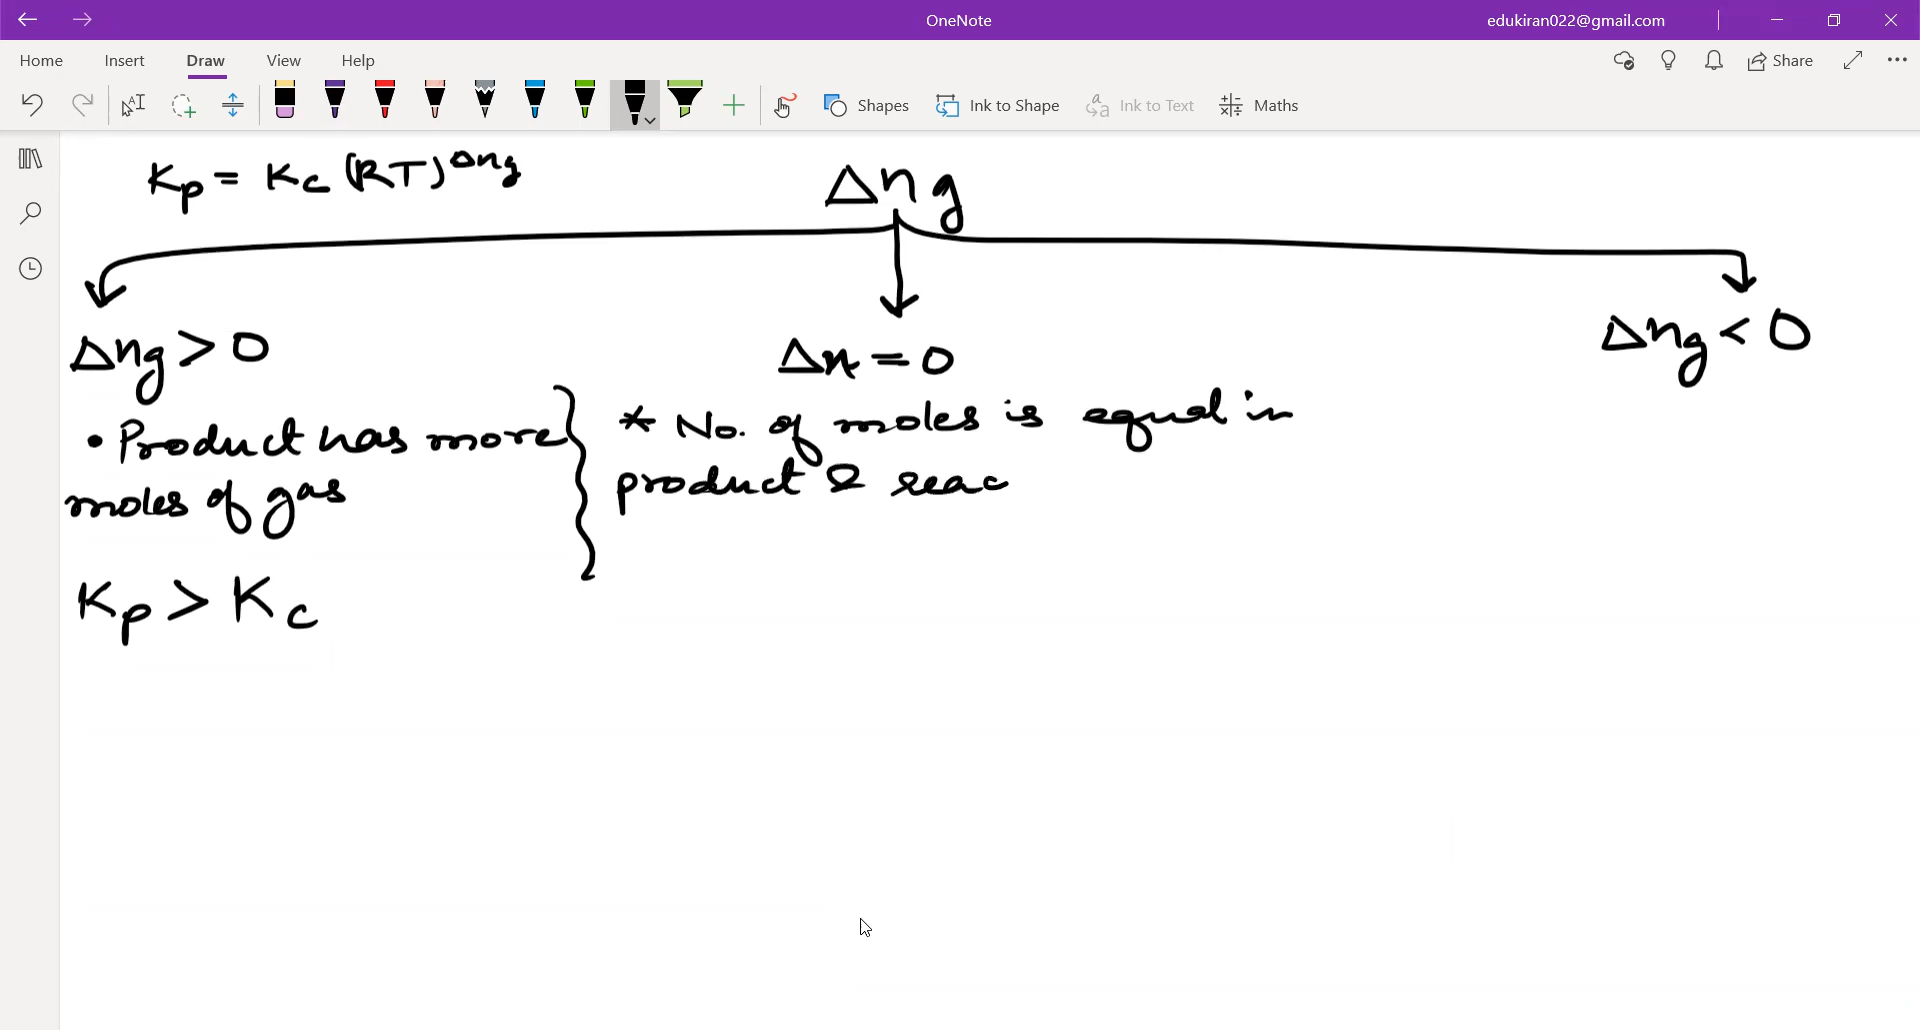 OneNote
edukiran022@gmail.com
Home Insert Draw View Help
Share
Shapes Ink to Shape Ink to Text Maths
Kp = Kc (RT)^Δng
Δng
Δng > 0
Δn = 0
Δng < 0
• Product has more
moles of gas
Kp > Kc
* No. of moles is equal in
product & reac